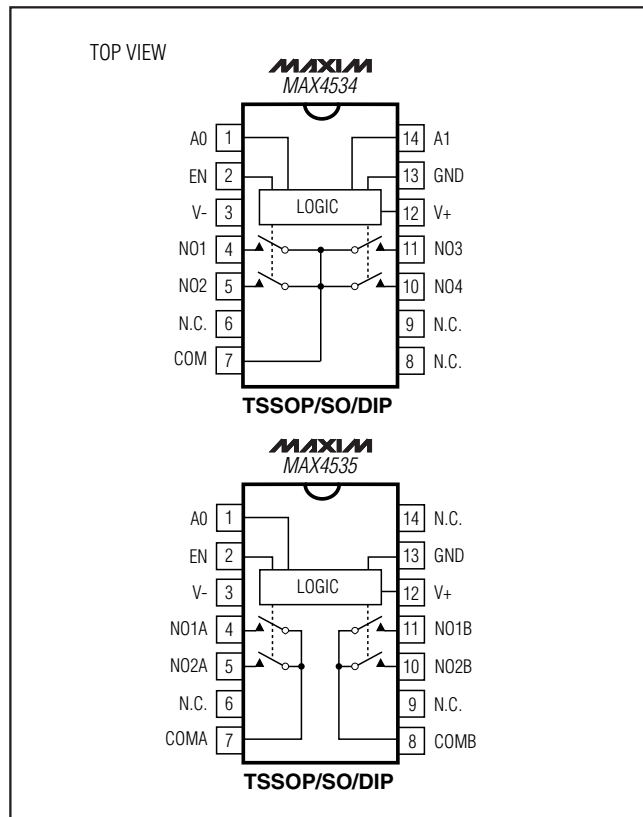 TOP VIEW
MAXIM
MAX4534
A0 1 14 A1
EN 2 13 GND
V- 3 LOGIC 12 V+
NO1 4 11 NO3
NO2 5 10 NO4
N.C. 6 9 N.C.
COM 7 8 N.C.
TSSOP/SO/DIP
MAXIM
MAX4535
A0 1 14 N.C.
EN 2 13 GND
V- 3 LOGIC 12 V+
NO1A 4 11 NO1B
NO2A 5 10 NO2B
N.C. 6 9 N.C.
COMA 7 8 COMB
TSSOP/SO/DIP